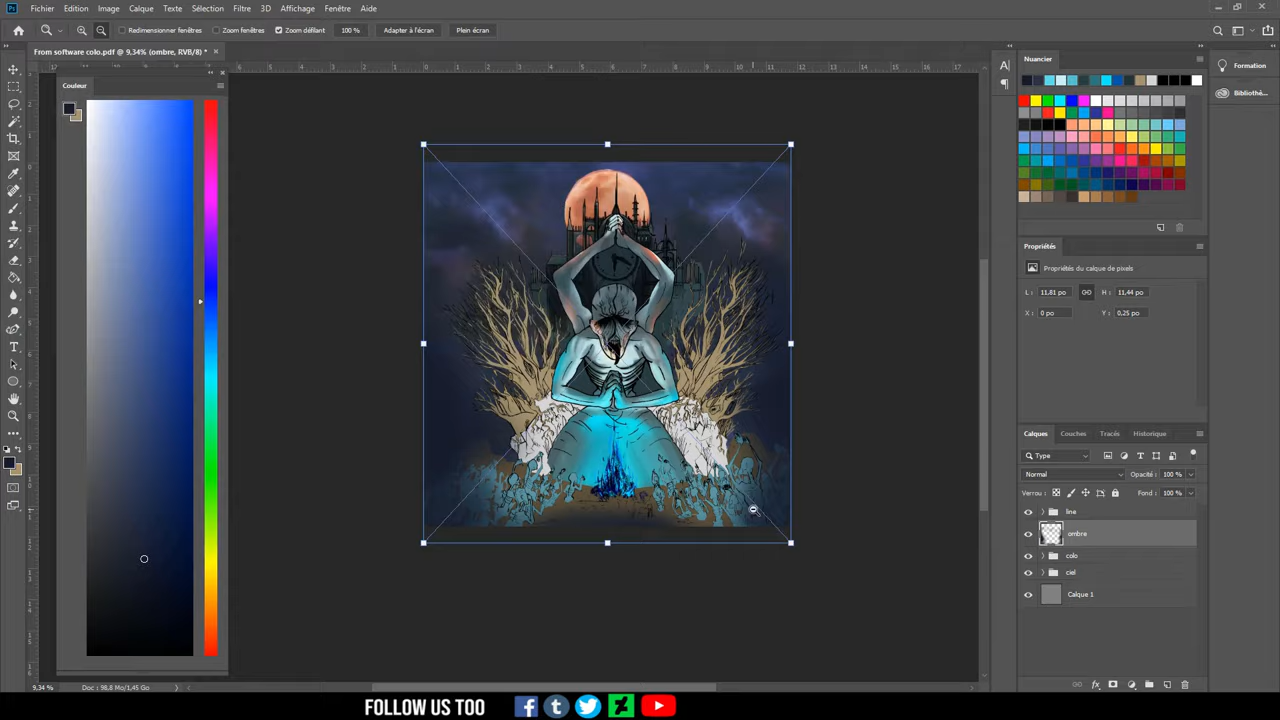 Ps Fichier Edition Image Calque Texte Sélection Filtre 3D Affichage Fenêtre Aide
Redimensionner fenêtres Zoom fenêtres Zoom défilant 100 % Adapter à l'écran Plein écran
From software colo.pdf @ 9,34% (ombre, RVB/8) *
Couleur
Nuancier
Formation
Bibliothè...
Propriétés
Propriétés du calque de pixels
L : 11,81 po H : 11,44 po
X : 0 po Y : 0,25 po
Calques Couches Tracés Historique
Type
Normal Opacité : 100 %
Verrou : Fond : 100 %
line
ombre
colo
ciel
Calque 1
9,34 % Doc : 98,8 Mo/1,45 Go
FOLLOW US TOO